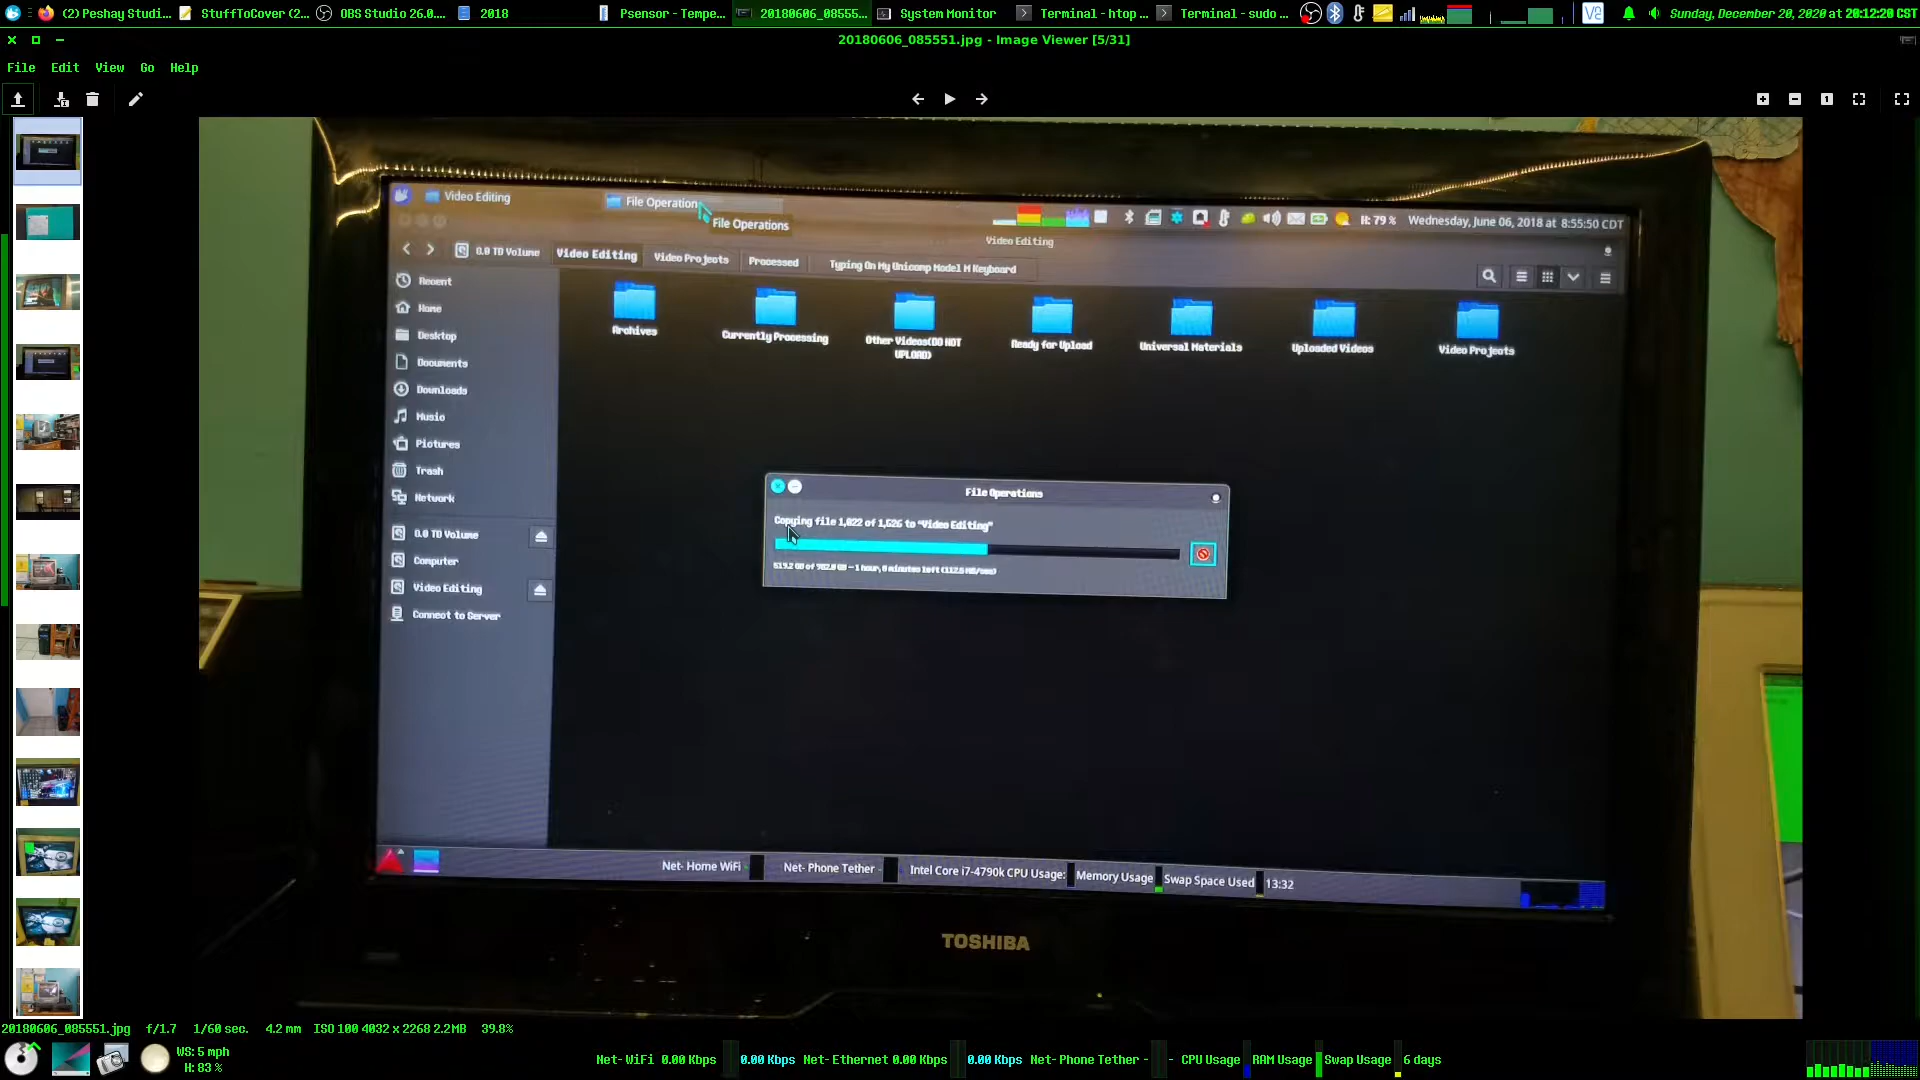 (2) Peshay Studi... StuffToCover (2... OBS Studio 26.0.... 2018 Psensor - Tempe... 20180606_08555... System Monitor Terminal - htop ... Terminal - sudo ... Sunday, December 20, 2020 at 20:12:20 CST
20180606_085551.jpg - Image Viewer [5/31]
File Edit View Go Help
Video Editing File Operation H: 79 % Wednesday, June 06, 2018 at 8:55:50 CDT
File Operations
Video Editing
Video Editing Video Projects Processed Typing On My Unicomp Model M Keyboard
Recent
Home
Desktop
Documents
Downloads
Music
Pictures
Trash
Network
Computer
Video Editing
Connect to Server
Archives
Currently Processing
Other Videos(DO NOT
UPLOAD)
Ready for Upload
Universal Materials
Uploaded Videos
Video Projects
File Operations
Copying file 1,022 of 1,526 to "Video Editing"
Net- Home WiFi Net- Phone Tether - Intel Core i7-4790k CPU Usage: Memory Usage Swap Space Used 13:32
TOSHIBA
20180606_085551.jpg f/1.7 1/60 sec. 4.2 mm ISO 100 4032 x 2268 2.2MB 39.8%
WS: 5 mph
H: 83 %
Net- WiFi 0.00 Kbps 0.00 Kbps Net- Ethernet 0.00 Kbps 0.00 Kbps Net- Phone Tether - - CPU Usage RAM Usage Swap Usage 6 days